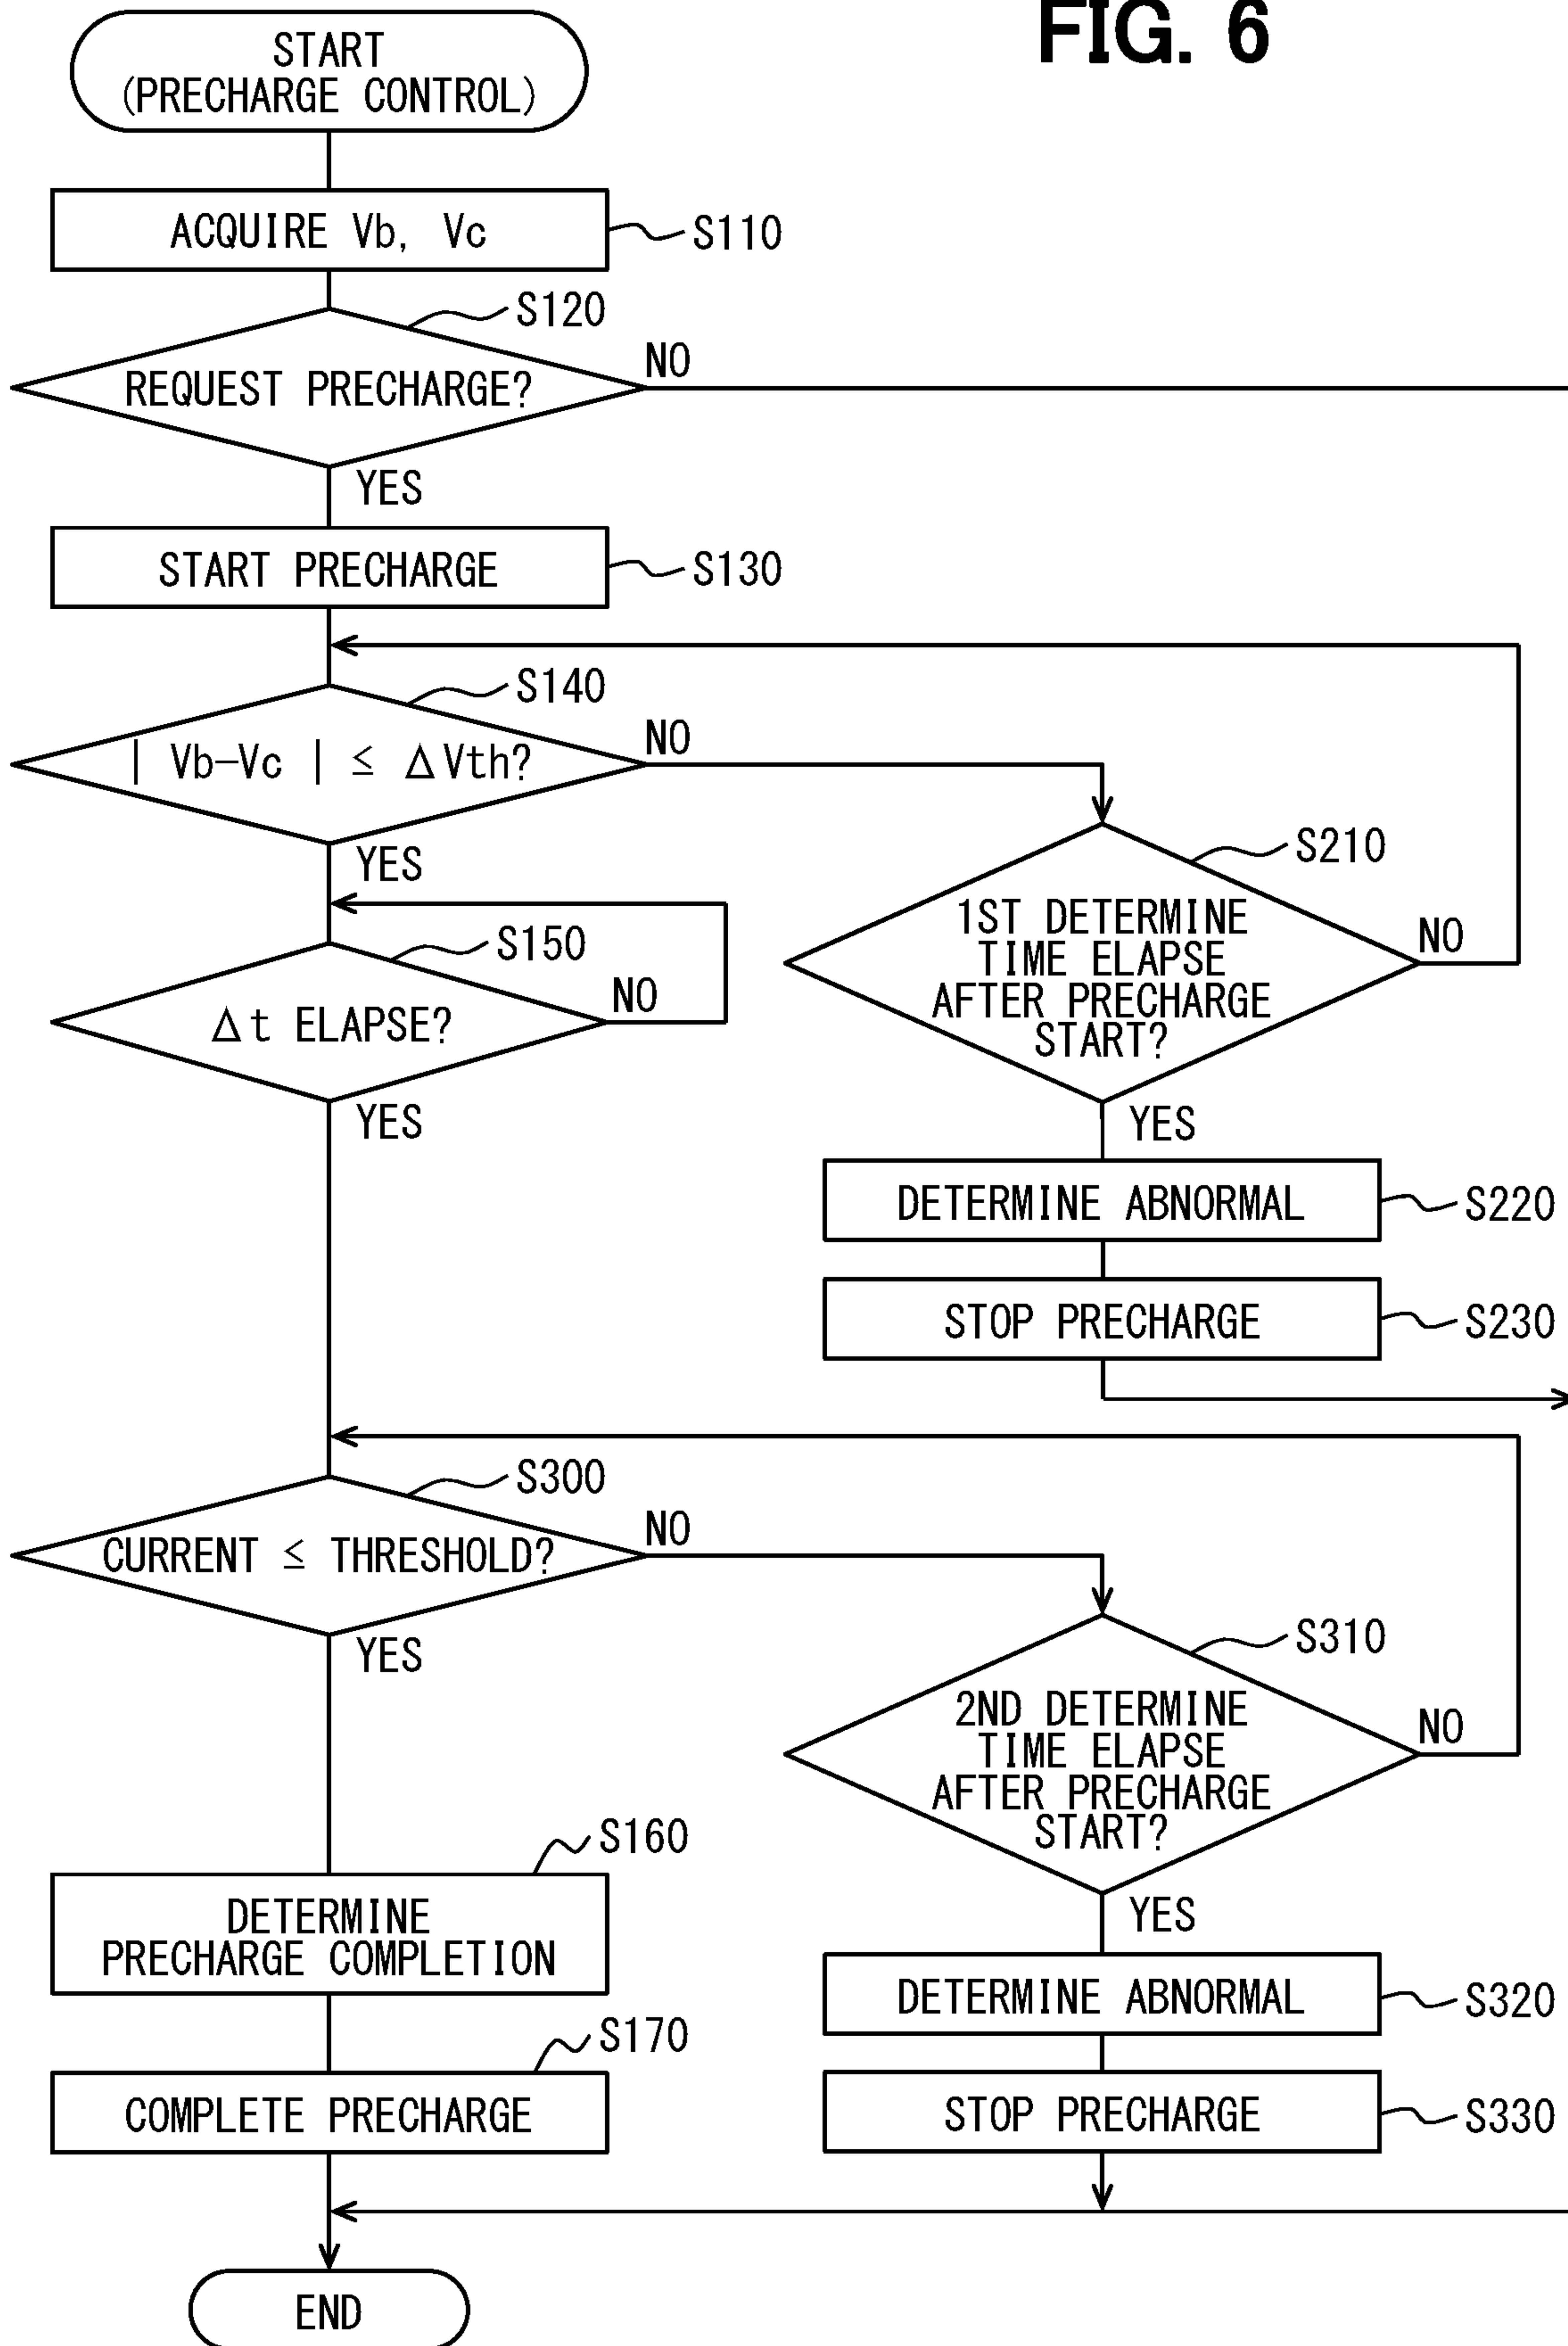 FIG. 6
START
(PRECHARGE CONTROL)
ACQUIRE Vb, Vc
S110
S120
REQUEST PRECHARGE?
NO
YES
START PRECHARGE
S130
S140
| Vb-Vc | ≤ ΔVth?
NO
YES
S150
Δt ELAPSE?
NO
YES
S210
1ST DETERMINE
TIME ELAPSE
AFTER PRECHARGE
START?
NO
YES
DETERMINE ABNORMAL
S220
STOP PRECHARGE
S230
S300
CURRENT ≤ THRESHOLD?
NO
YES
S310
2ND DETERMINE
TIME ELAPSE
AFTER PRECHARGE
START?
NO
YES
S160
DETERMINE
PRECHARGE COMPLETION
DETERMINE ABNORMAL
S320
S170
COMPLETE PRECHARGE
STOP PRECHARGE
S330
END